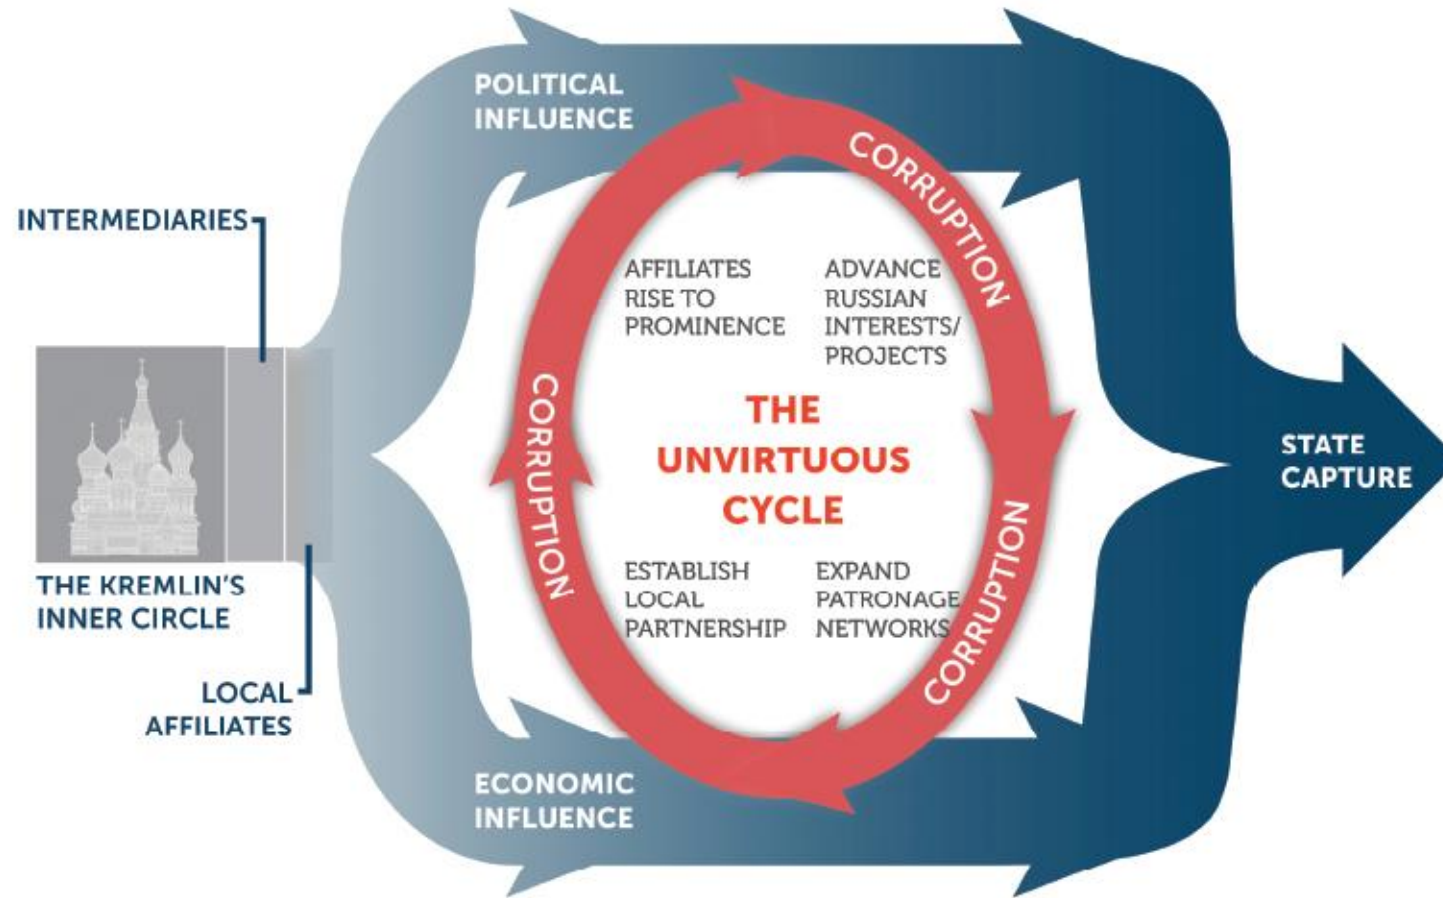 POLITICAL
INFLUENCE
CORRUPTION
INTERMEDIARIES
AFFILIATES
RISE TO
PROMINENCE
ADVANCE
RUSSIAN
INTERESTS/
PROJECTS
CORRUPTION
THE
UNVIRTUOUS
CYCLE
STATE
CAPTURE
ESTABLISH
LOCAL
PARTNERSHIP
EXPAND
PATRONAGE
NETWORKS
CORRUPTION
THE KREMLIN'S
INNER CIRCLE
LOCAL
AFFILIATES
ECONOMIC
INFLUENCE